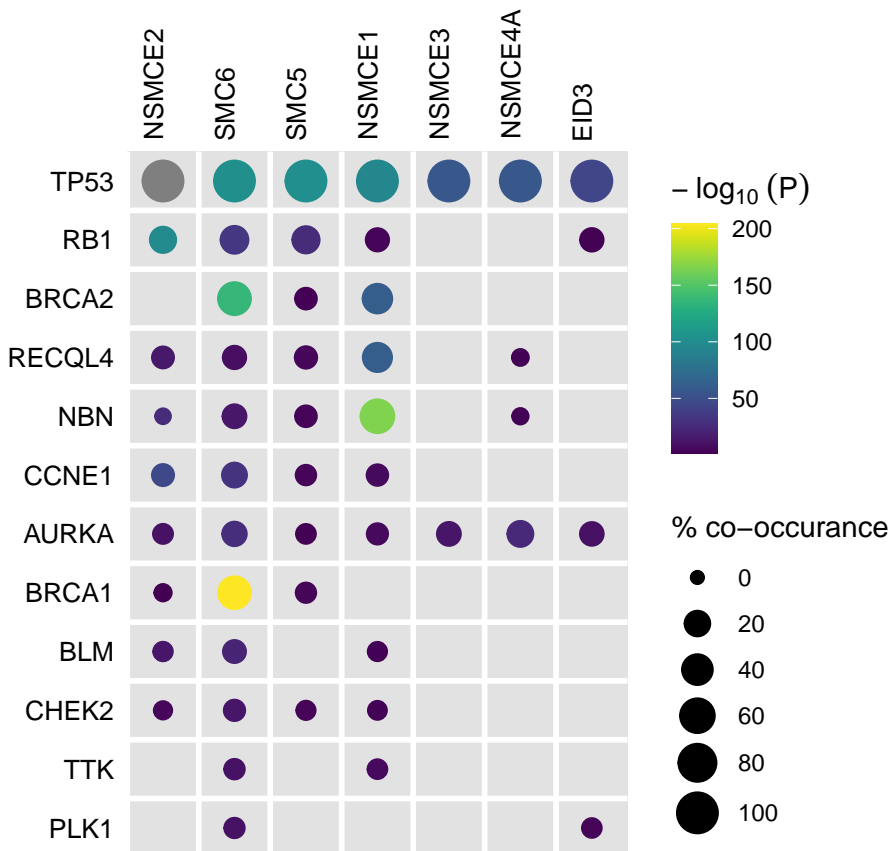 NSMCE2
SMC6
SMC5
NSMCE1
NSMCE3
NSMCE4A
EID3
TP53
RB1
BRCA2
RECQL4
NBN
CCNE1
AURKA
BRCA1
BLM
CHEK2
TTK
PLK1
− log₁₀ (P)
200
150
100
50
% co−occurance
0
20
40
60
80
100